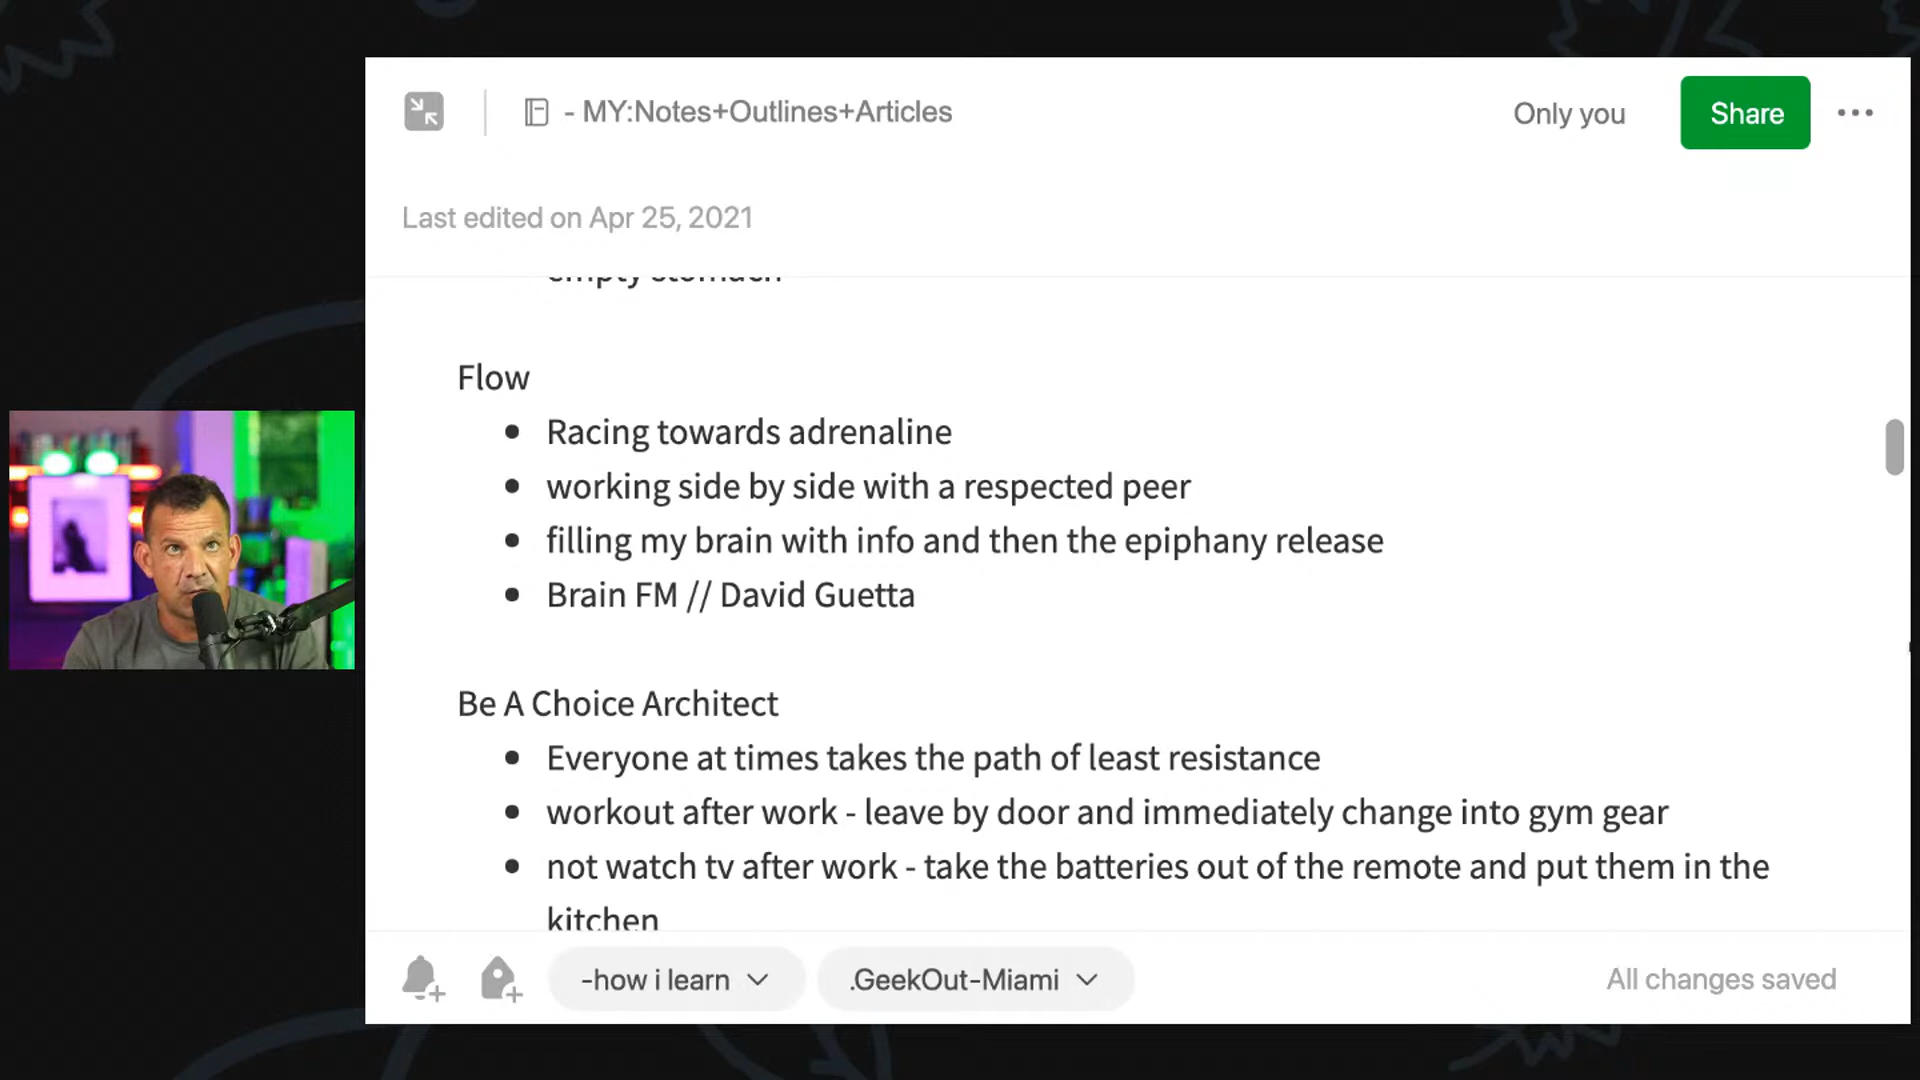 - MY:Notes+Outlines+Articles
Only you
Share
Last edited on Apr 25, 2021
empty stomach
Flow
• Racing towards adrenaline
• working side by side with a respected peer
• filling my brain with info and then the epiphany release
• Brain FM // David Guetta
Be A Choice Architect
• Everyone at times takes the path of least resistance
• workout after work - leave by door and immediately change into gym gear
• not watch tv after work - take the batteries out of the remote and put them in the
kitchen
-how i learn
.GeekOut-Miami
All changes saved